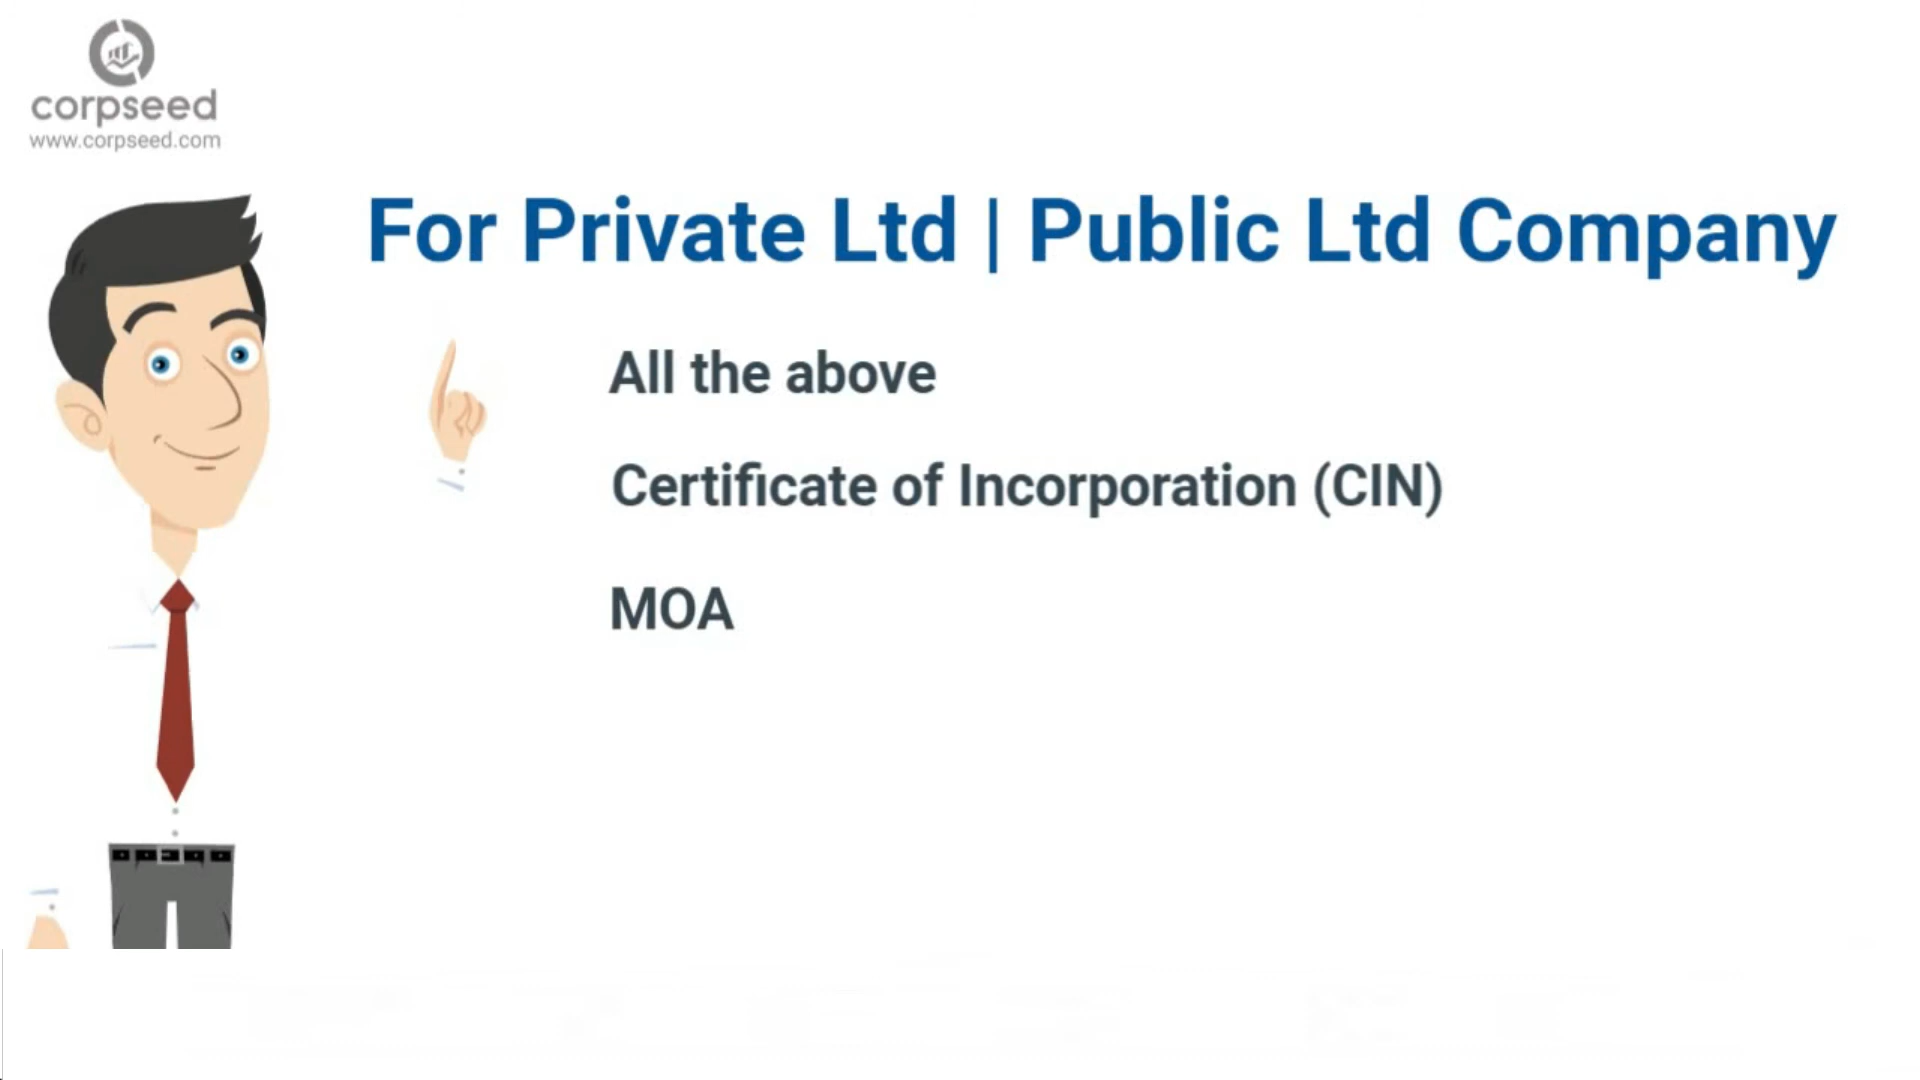 corpseed
www.corpseed.com
For Private Ltd | Public Ltd Company
All the above
Certificate of Incorporation (CIN)
MOA